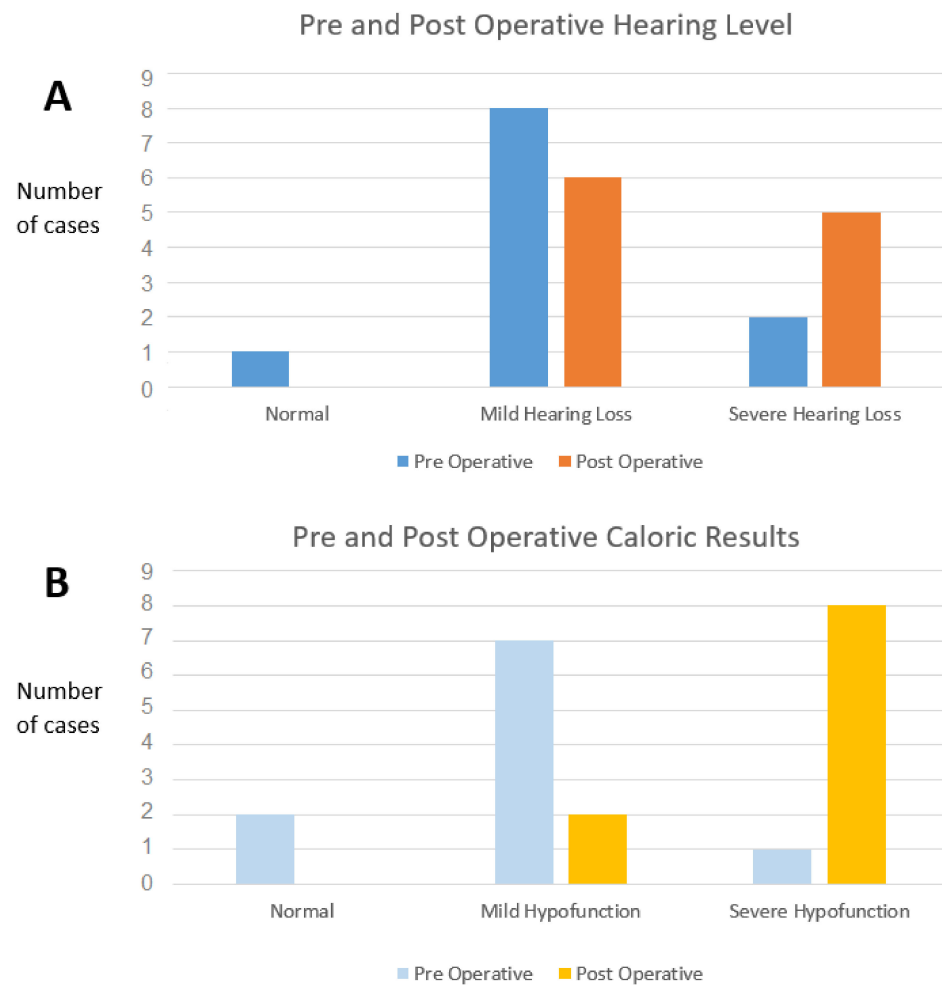 Pre and Post Operative Hearing Level
A
Number
of cases
9
8
7
6
5
4
3
2
1
0
Normal
Mild Hearing Loss
Severe Hearing Loss
Pre Operative
Post Operative
Pre and Post Operative Caloric Results
B
Number
of cases
9
8
7
6
5
4
3
2
1
0
Normal
Mild Hypofunction
Severe Hypofunction
Pre Operative
Post Operative